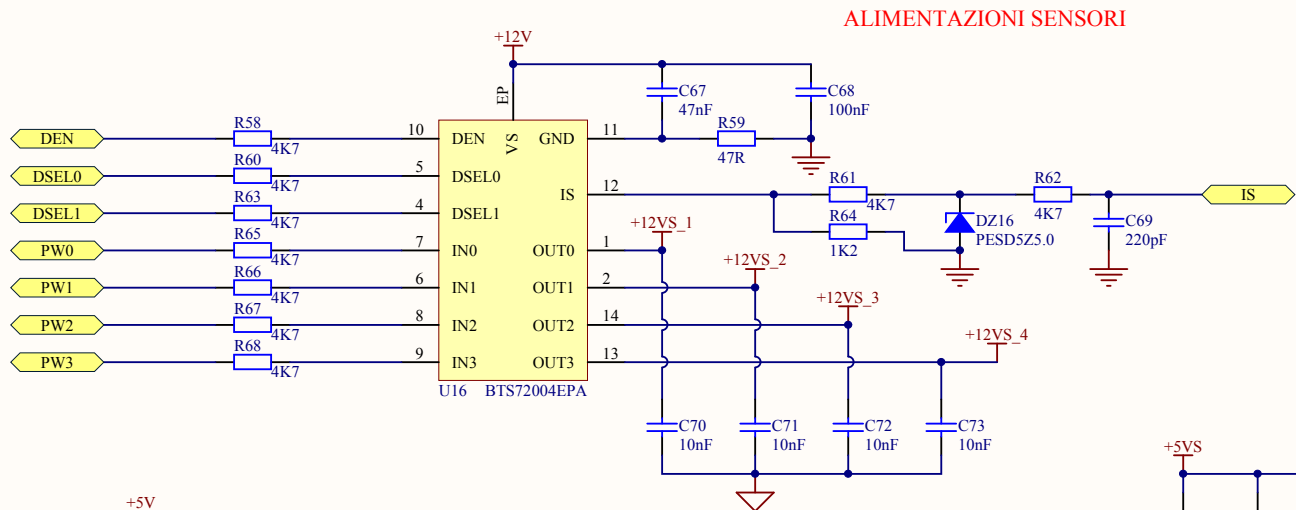 ALIMENTAZIONI SENSORI
+12V
EP
VS
C67
47nF
C68
100nF
DEN
R58
4K7
10
DEN
GND
11
R59
47R
DSEL0
R60
4K7
5
DSEL0
IS
12
R61
4K7
R62
4K7
IS
DSEL1
R63
4K7
4
DSEL1
R64
1K2
DZ16
PESD5Z5.0
C69
220pF
PW0
R65
4K7
7
IN0
OUT0
1
+12VS_1
PW1
R66
4K7
6
IN1
OUT1
2
+12VS_2
PW2
R67
4K7
8
IN2
OUT2
14
+12VS_3
PW3
R68
4K7
9
IN3
OUT3
13
+12VS_4
U16
BTS72004EPA
C70
10nF
C71
10nF
C72
10nF
C73
10nF
+5VS
+5V